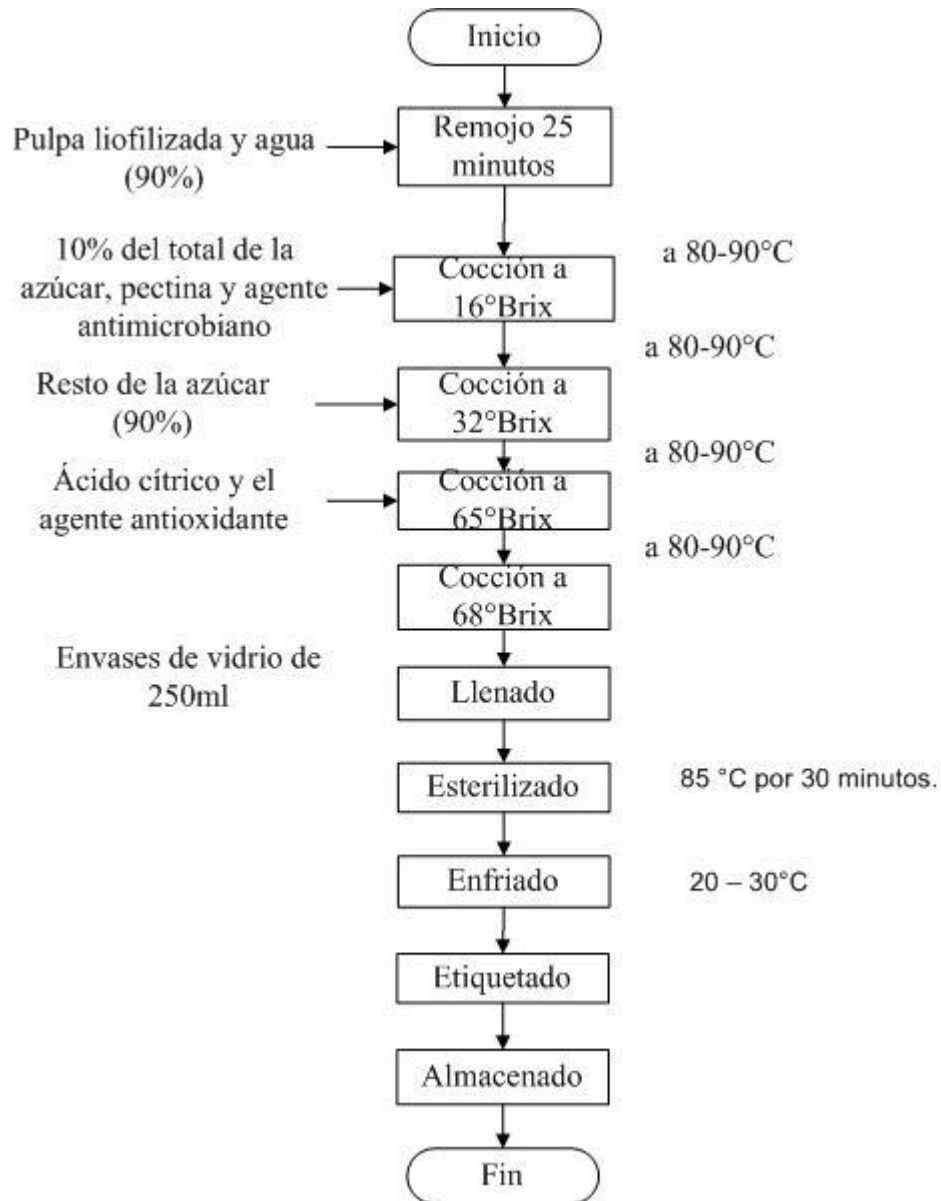 Inicio
Pulpa liofilizada y agua
(90%)
Remojo 25
minutos
10% del total de la
azúcar, pectina y agente
antimicrobiano
Cocción a
16°Brix
a 80-90°C
a 80-90°C
Resto de la azúcar
(90%)
Cocción a
32°Brix
a 80-90°C
Ácido cítrico y el
agente antioxidante
Cocción a
65°Brix
a 80-90°C
Cocción a
68°Brix
Envases de vidrio de
250ml
Llenado
Esterilizado
85 °C por 30 minutos.
Enfriado
20 – 30°C
Etiquetado
Almacenado
Fin